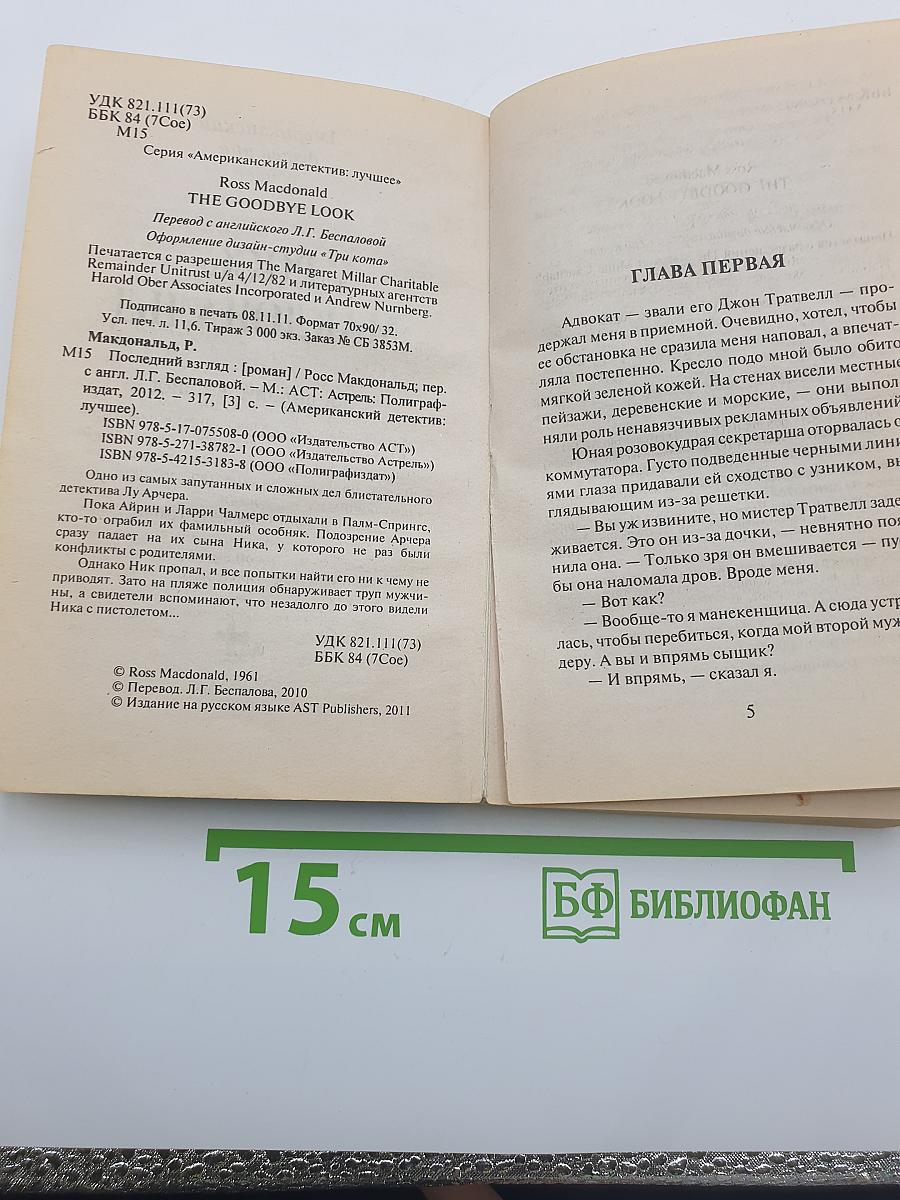 УДК 821.111(73)
ББК 84 (7Сое)
М15
Серия «Американский детектив: лучшее»
Ross Macdonald
THE GOODBYE LOOK
Перевод с английского Л.Г. Беспаловой
Оформление дизайн-студии «Три кота»
Печатается с разрешения The Margaret Millar Charitable
Remainder Unitrust u/a 4/12/82 и литературных агентств
Harold Ober Associates Incorporated и Andrew Nurnberg.
Подписано в печать 08.11.11. Формат 70x90/ 32.
Усл. печ. л. 11,6. Тираж 3 000 экз. Заказ № СБ 3853М.
Макдональд, Р.
М15 Последний взгляд : [роман] / Росс Макдональд; пер.
с англ. Л.Г. Беспаловой. – М.: АСТ: Астрель: Полиграф-
издат, 2012. – 317, [3] с. – (Американский детектив:
лучшее).
ISBN 978-5-17-075508-0 (ООО «Издательство АСТ»)
ISBN 978-5-271-38782-1 (ООО «Издательство Астрель»)
ISBN 978-5-4215-3183-8 (ООО «Полиграфиздат»)
Одно из самых запутанных и сложных дел блистательного
детектива Лу Арчера.
Пока Айрин и Ларри Чалмерс отдыхали в Палм-Спрингс,
кто-то ограбил их фамильный особняк. Подозрение Арчера
сразу падает на их сына Ника, у которого не раз были
конфликты с родителями.
Однако Ник пропал, и все попытки найти его ни к чему не
приводят. Зато на пляже полиция обнаруживает труп мужчи-
ны, а свидетели вспоминают, что незадолго до этого видели
Ника с пистолетом...
УДК 821.111(73)
ББК 84 (7Сое)
© Ross Macdonald, 1961
© Перевод. Л.Г. Беспалова, 2010
© Издание на русском языке AST Publishers, 2011
ГЛАВА ПЕРВАЯ
Адвокат — звали его Джон Тратвелл — про-
держал меня в приемной. Очевидно, хотел, чтобы
ее обстановка не сразила меня наповал, а впечат-
ляла постепенно. Кресло подо мной было обито
мягкой зеленой кожей. На стенах висели местные
пейзажи, деревенские и морские, — они выпол
няли роль ненавязчивых рекламных объявлений
Юная розовокудрая секретарша оторвалась о
коммутатора. Густо подведенные черными лини
ями глаза придавали ей сходство с узником, вы
глядывающим из-за решетки.
— Вы уж извините, но мистер Тратвелл заде
живается. Это он из-за дочки, — невнятно поя
нила она. — Только зря он вмешивается — пу
бы она наломала дров. Вроде меня.
— Вот как?
— Вообще-то я манекенщица. А сюда устр
лась, чтобы перебиться, когда мой второй муж
деру. А вы и впрямь сыщик?
— И впрямь, — сказал я.
5
15 см
БФ БИБЛИОФАН